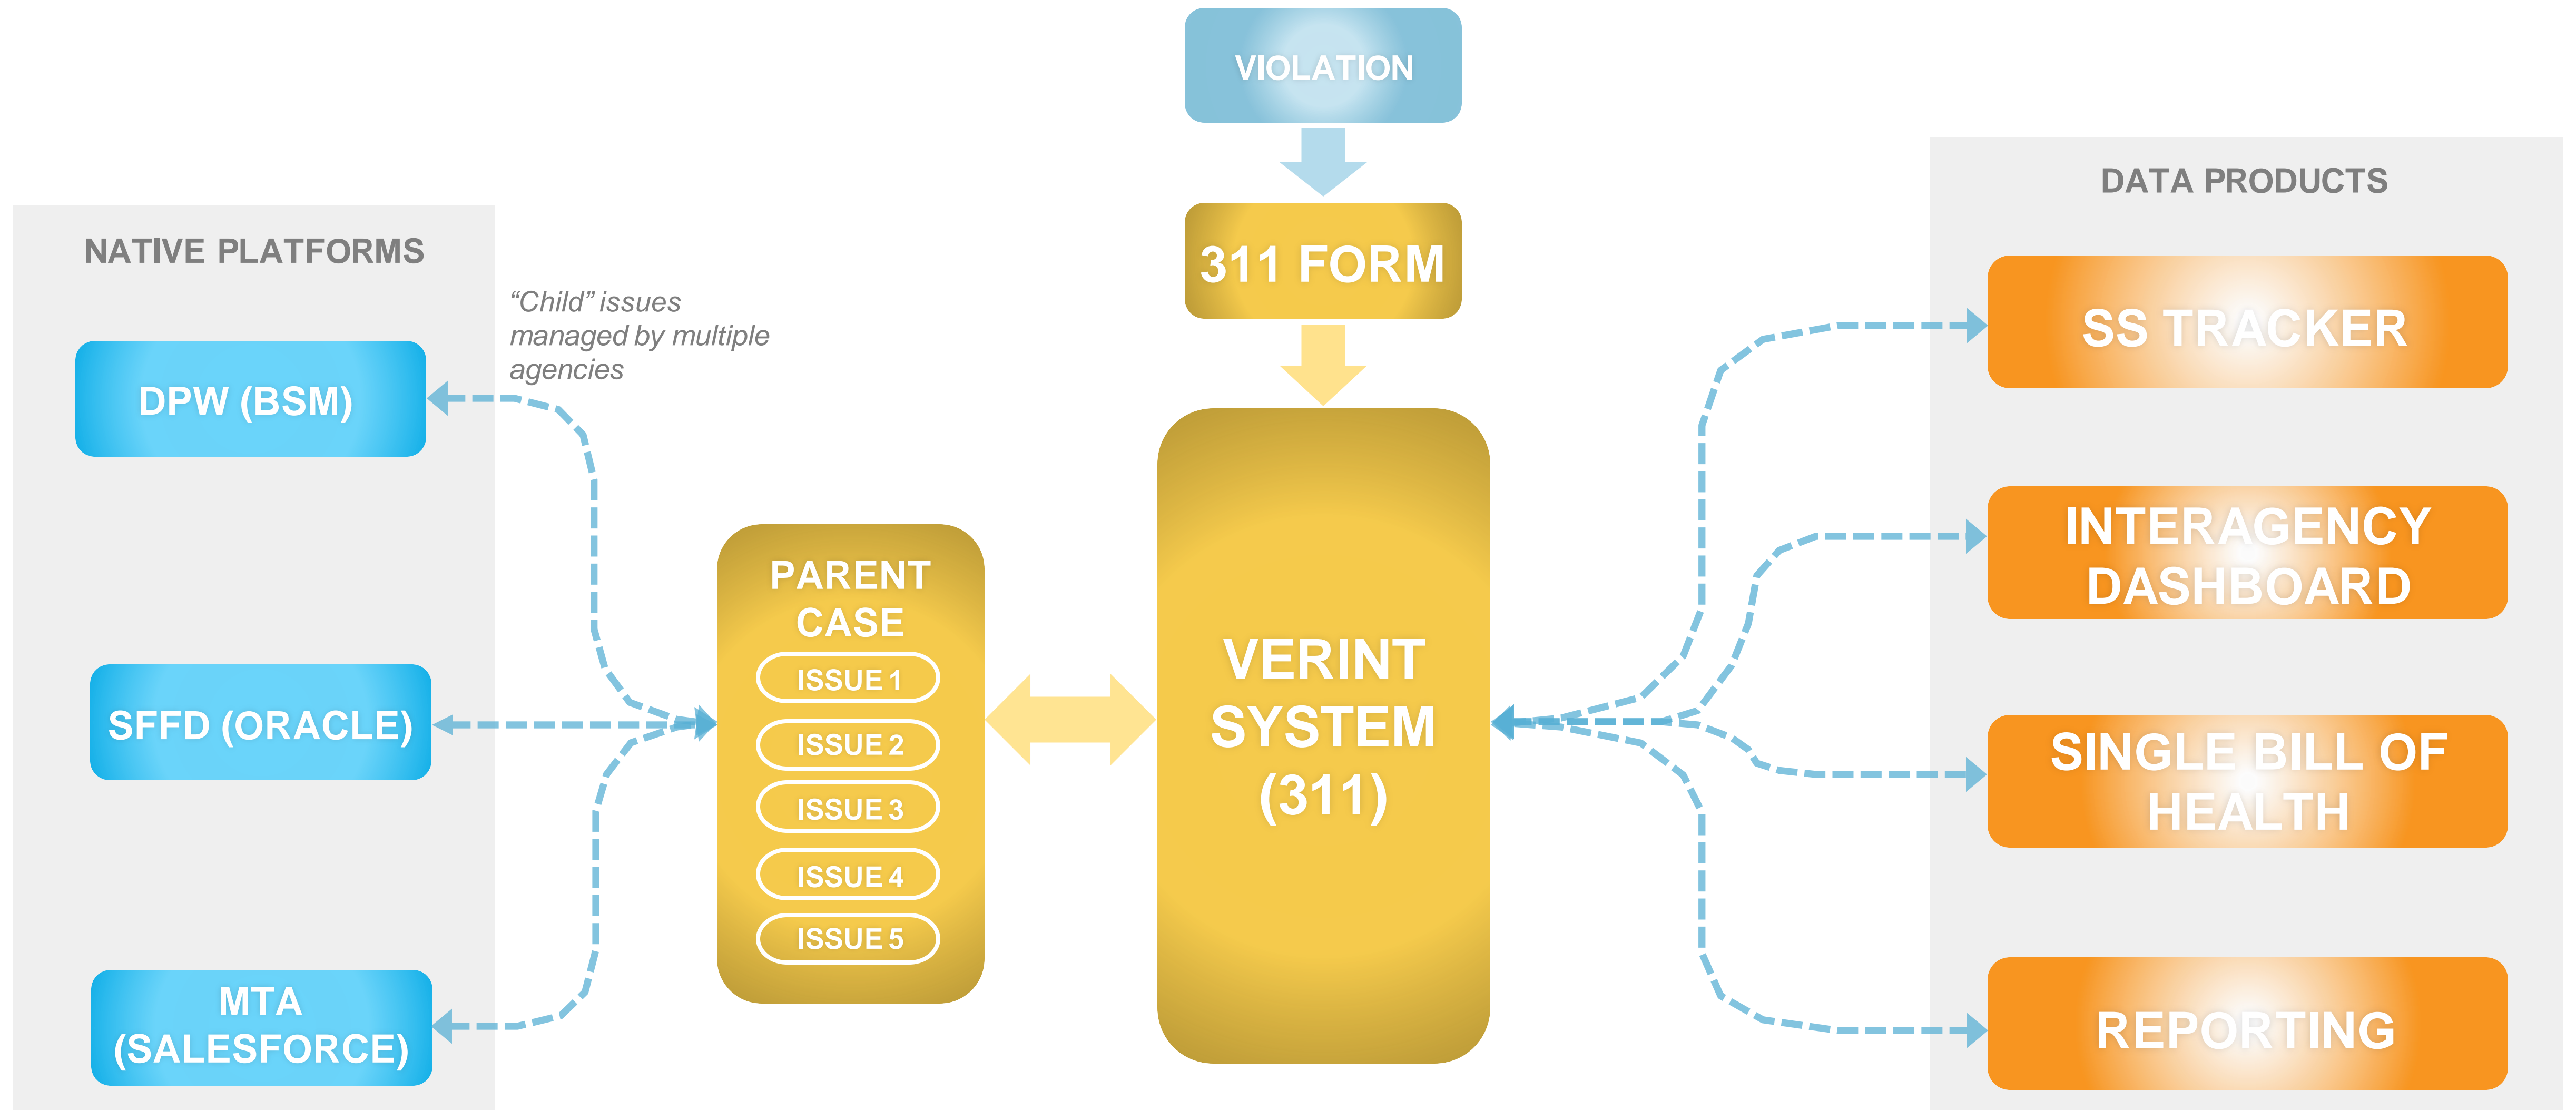 VIOLATION
311 FORM
NATIVE PLATFORMS
“Child” issues
managed by multiple
agencies
DPW (BSM)
SFFD (ORACLE)
MTA
(SALESFORCE)
PARENT
CASE
ISSUE 1
ISSUE 2
ISSUE 3
ISSUE 4
ISSUE 5
VERINT
SYSTEM
(311)
DATA PRODUCTS
SS TRACKER
INTERAGENCY
DASHBOARD
SINGLE BILL OF
HEALTH
REPORTING